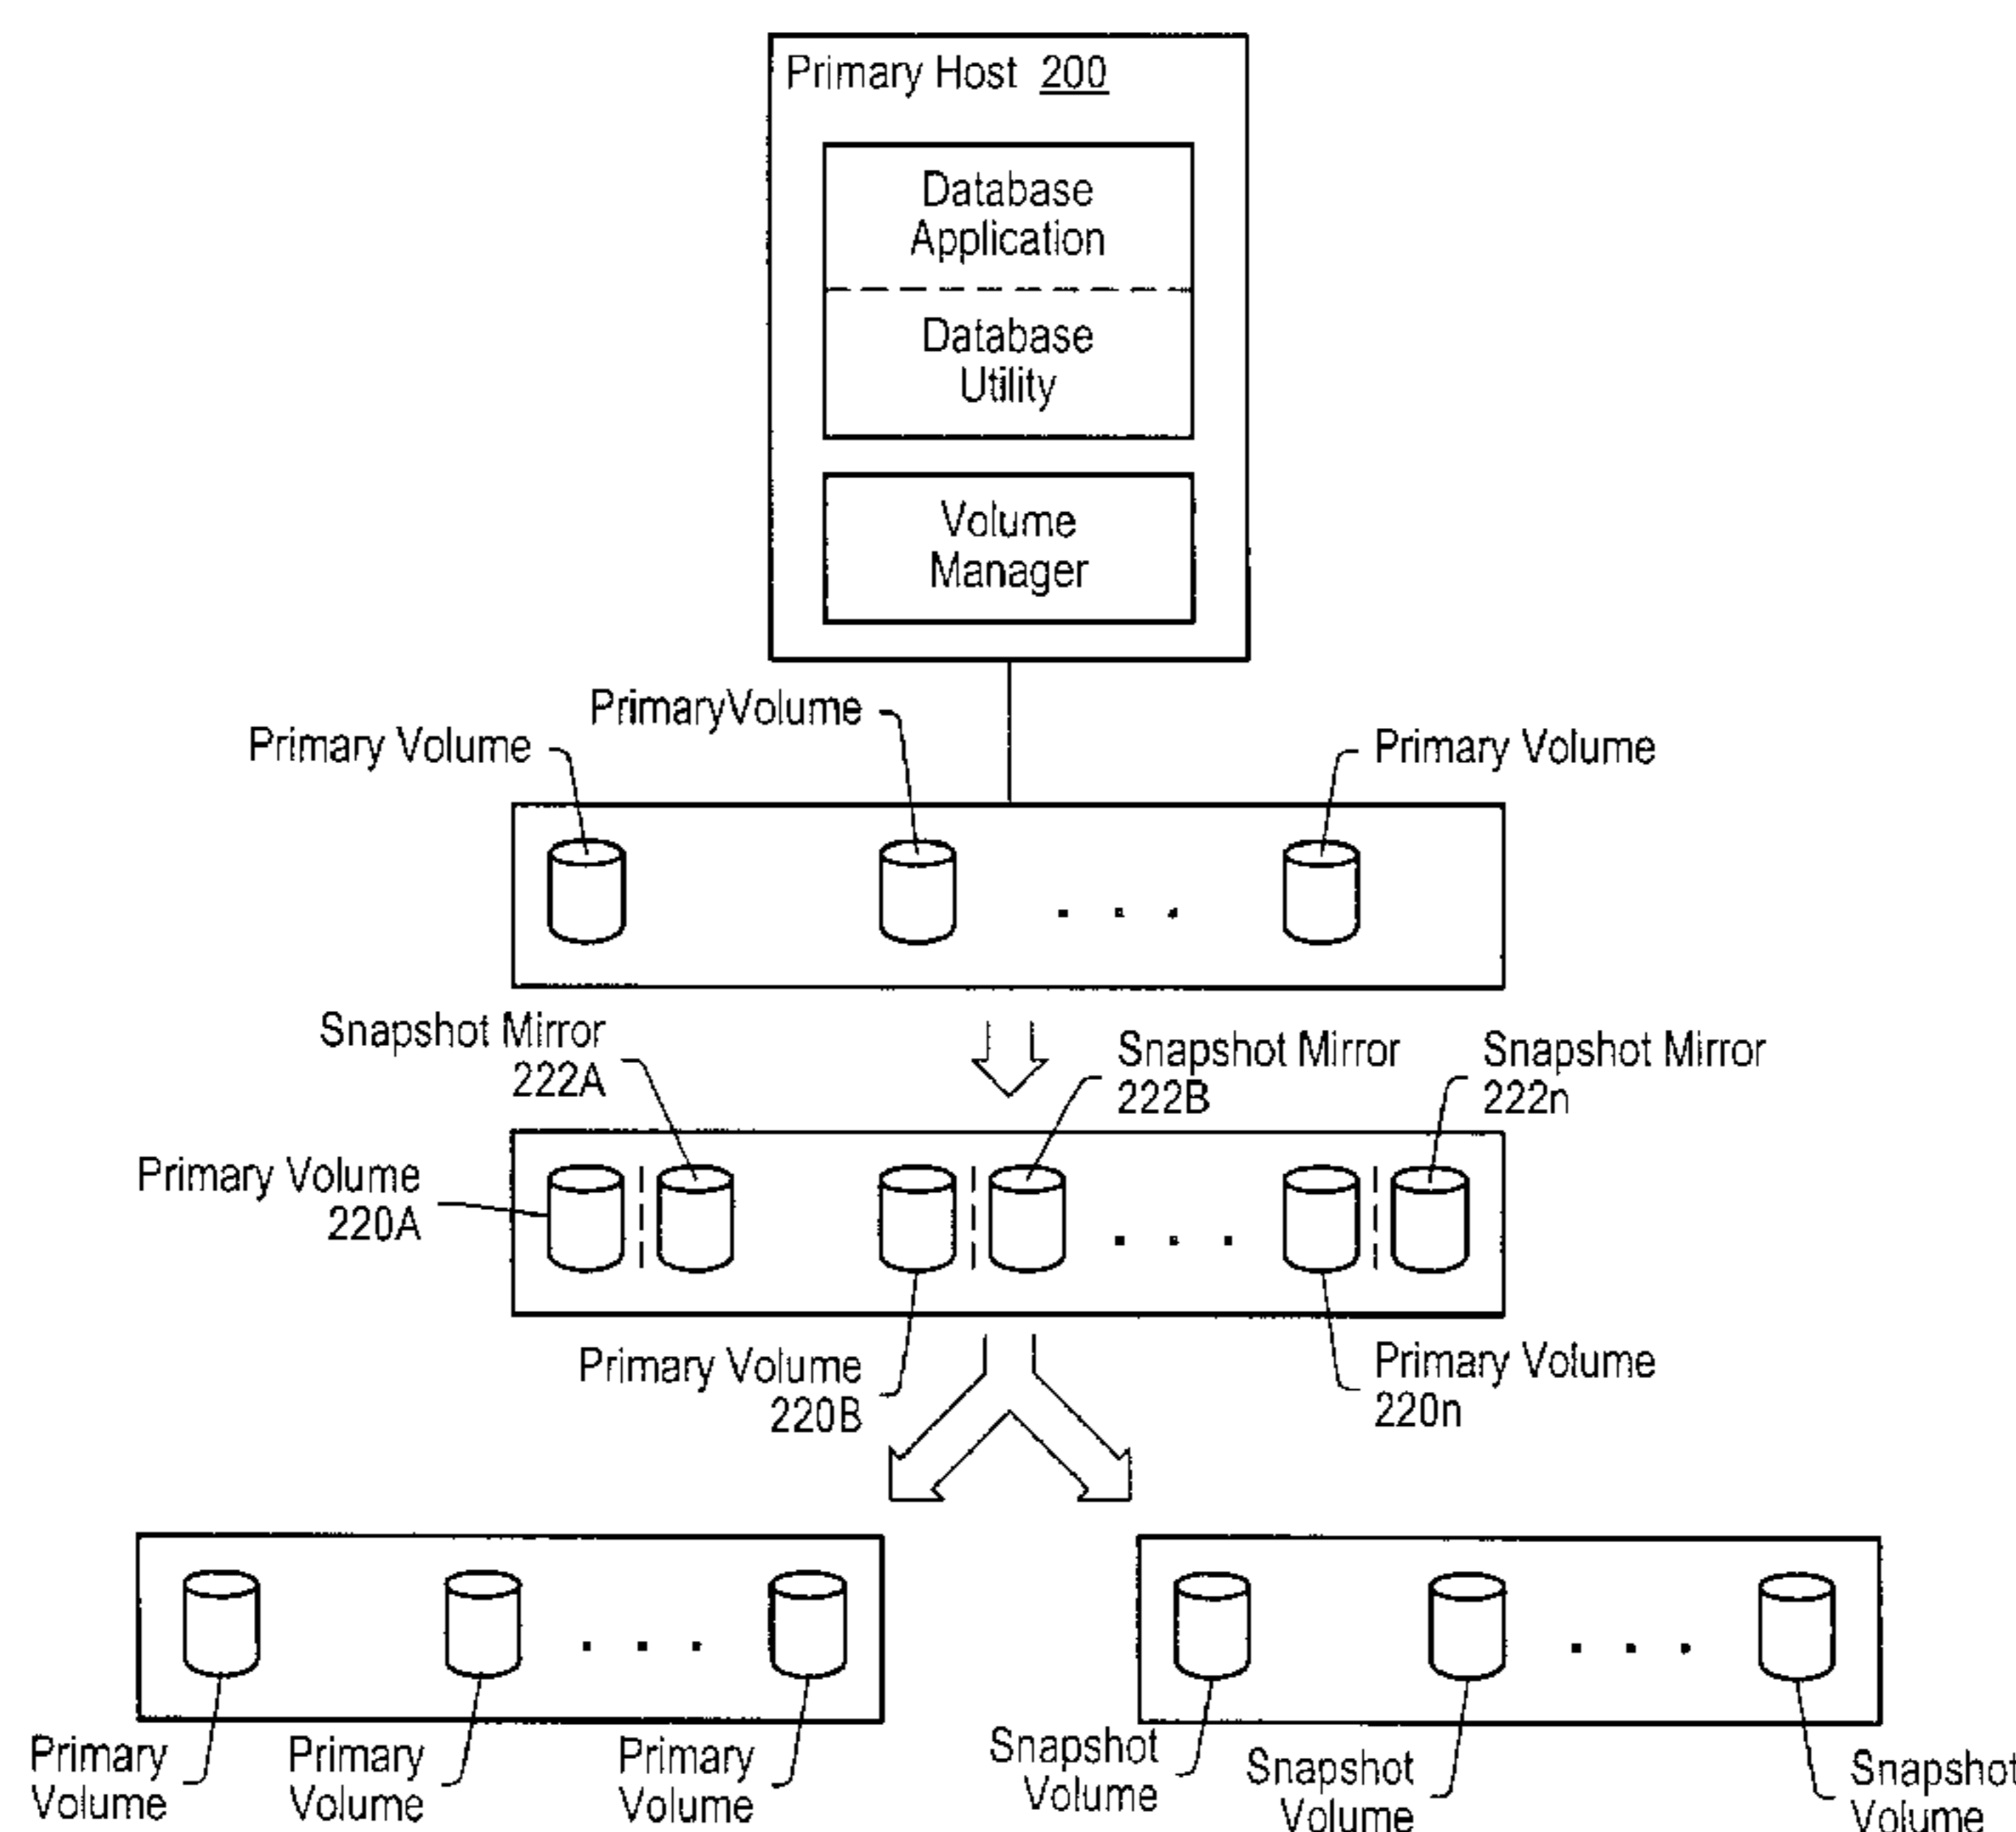 Primary Host 200
Database
Application
Database
Utility
Volume
Manager
PrimaryVolume
Primary Volume
Primary Volume
Snapshot Mirror
222A
Snapshot Mirror
222B
Snapshot Mirror
222n
Primary Volume
220A
Primary Volume
220B
Primary Volume
220n
Primary
Volume
Primary
Volume
Primary
Volume
Snapshot
Volume
Snapshot
Volume
Snapshot
Volume